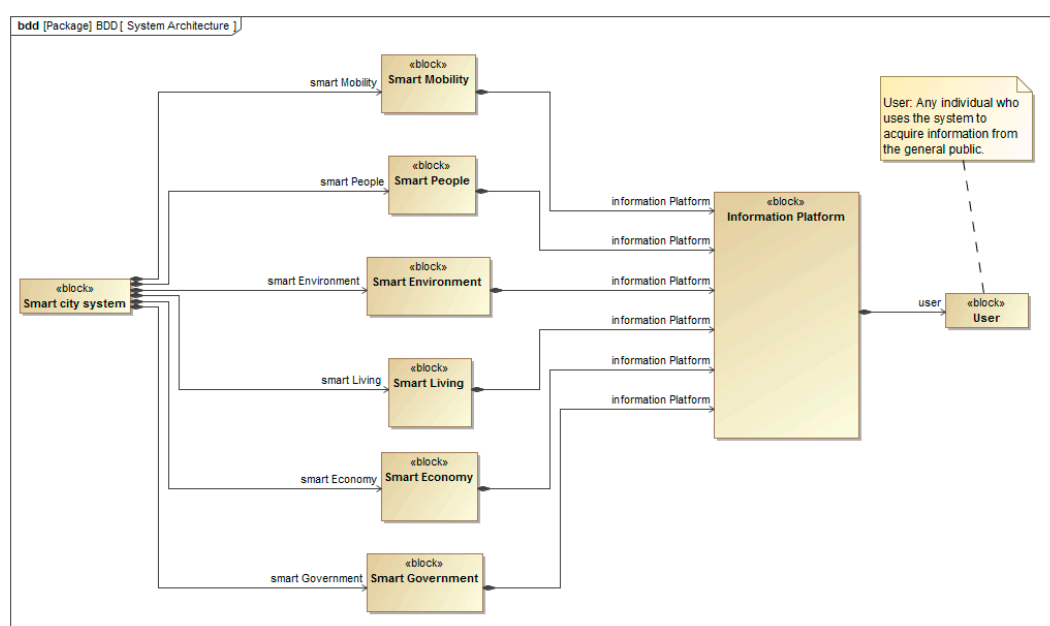 bdd [Package] BDD [ System Architecture ]
«block»
Smart Mobility
smart Mobility
User: Any individual who
uses the system to
acquire information from
the general public.
«block»
Smart People
smart People
information Platform
«block»
Information Platform
information Platform
«block»
Smart Environment
smart Environment
information Platform
«block»
Smart city system
user
«block»
User
information Platform
«block»
Smart Living
smart Living
information Platform
information Platform
«block»
Smart Economy
smart Economy
«block»
Smart Government
smart Government